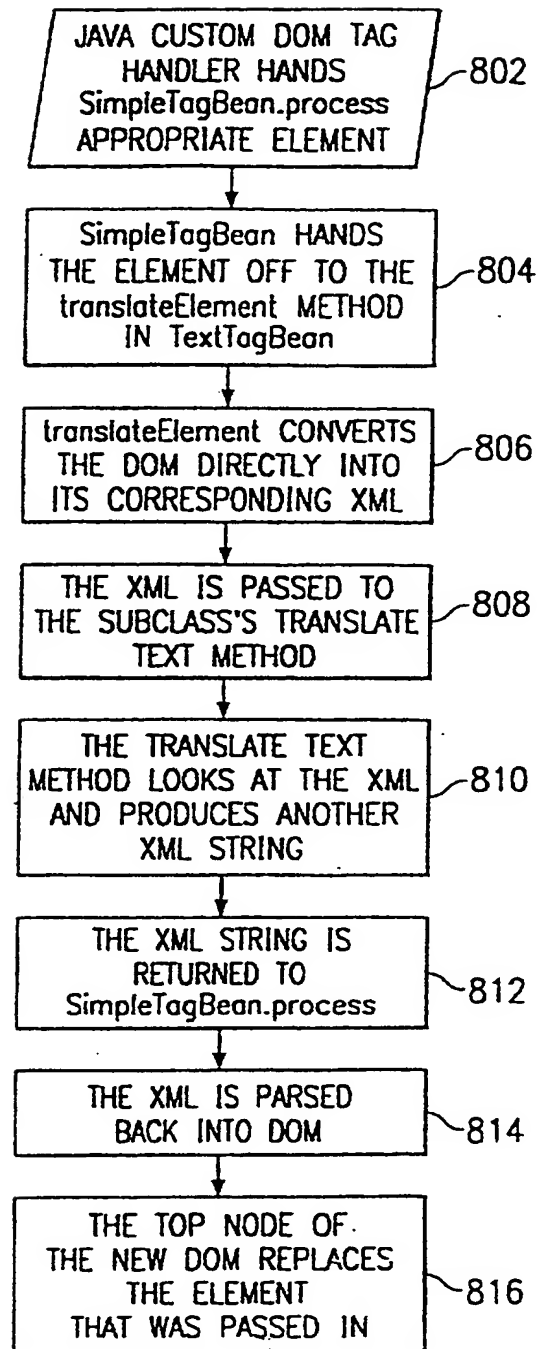 JAVA CUSTOM DOM TAG
HANDLER HANDS
SimpleTagBean.process
APPROPRIATE ELEMENT
802
SimpleTagBean HANDS
THE ELEMENT OFF TO THE
translateElement METHOD
IN TextTagBean
804
translateElement CONVERTS
THE DOM DIRECTLY INTO
ITS CORRESPONDING XML
806
THE XML IS PASSED TO
THE SUBCLASS'S TRANSLATE
TEXT METHOD
808
THE TRANSLATE TEXT
METHOD LOOKS AT THE XML
AND PRODUCES ANOTHER
XML STRING
810
THE XML STRING IS
RETURNED TO
SimpleTagBean.process
812
THE XML IS PARSED
BACK INTO DOM
814
THE TOP NODE OF
THE NEW DOM REPLACES
THE ELEMENT
THAT WAS PASSED IN
816